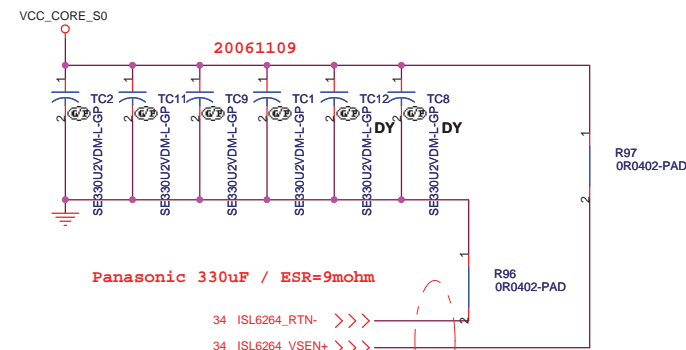 VCC_CORE_S0
20061109
1
1
1
1
1
1
TC2
TC11
TC9
TC1
TC12
TC8
G/P
G/P
G/P
G/P
G/P
G/P
DY
DY
2
2
2
2
2
2
SE330U2VDM-L-GP
SE330U2VDM-L-GP
SE330U2VDM-L-GP
SE330U2VDM-L-GP
SE330U2VDM-L-GP
SE330U2VDM-L-GP
1
R97
0R0402-PAD
2
Panasonic 330uF / ESR=9mohm
1
R96
0R0402-PAD
2
34 ISL6264_RTN-
34 ISL6264_VSEN+